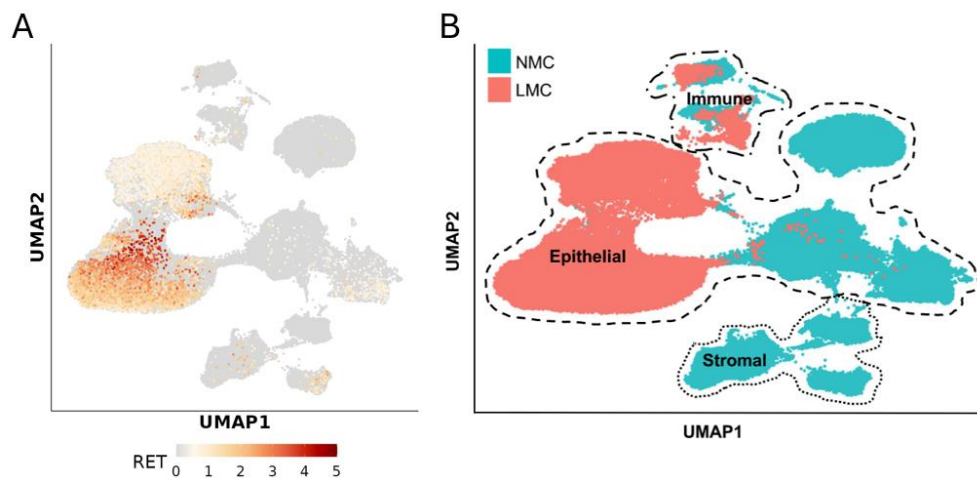 A
UMAP2
UMAP1
RET
0 1 2 3 4 5
B
NMC
LMC
Immune
Epithelial
Stromal
UMAP2
UMAP1